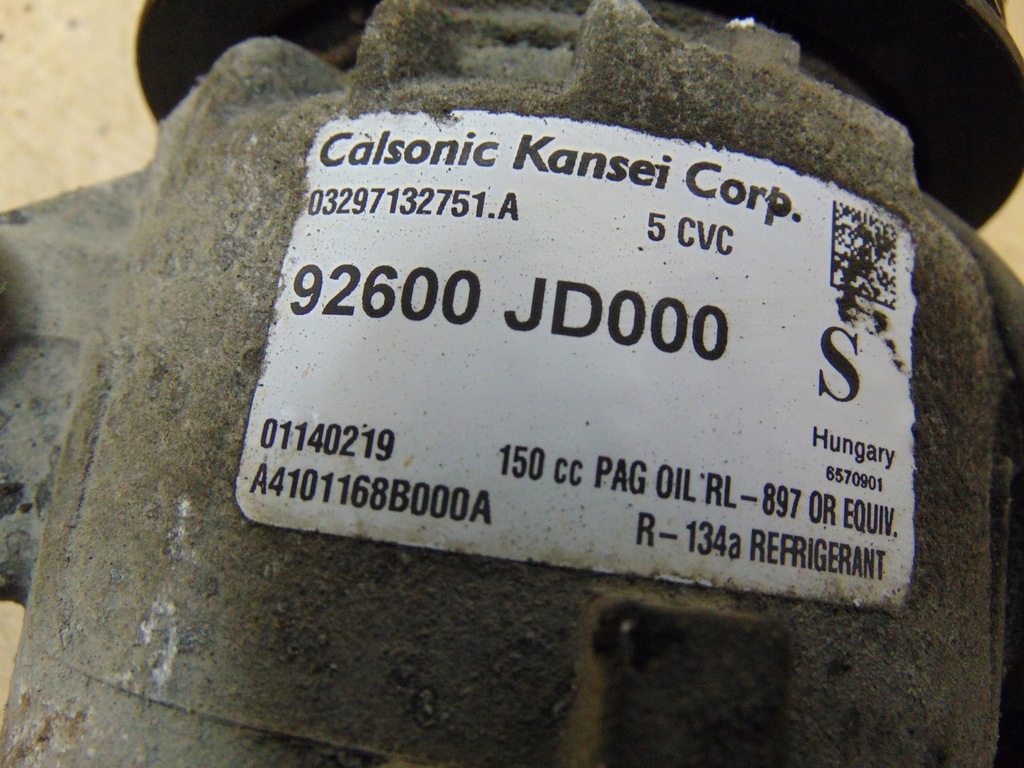 Calsonic Kansei Corp.
03297132751.A
5 CVC
92600 JD000
S
Hungary
6570901
01140219
150 cc PAG OIL RL-897 OR EQUIV.
A4101168B000A
R-134a REFRIGERANT